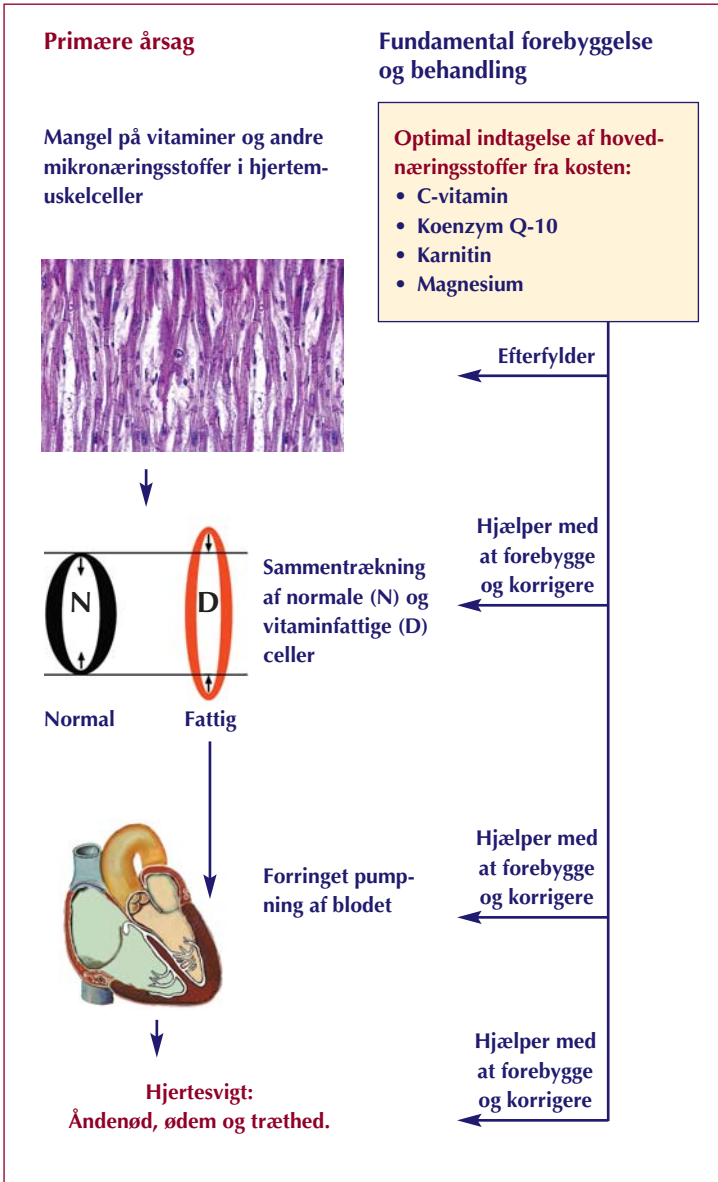 Primære årsag
Fundamental forebyggelse
og behandling
Mangel på vitaminer og andre
mikronæringsstoffer i hjertem-
uskelceller
Optimal indtagelse af hoved-
næringsstoffer fra kosten:
• C-vitamin
• Koenzym Q-10
• Karnitin
• Magnesium
Efterfylder
N
D
Normal
Fattig
Sammentrækning
af normale (N) og
vitaminfattige (D)
celler
Hjælper med
at forebygge
og korrigere
Forringet pump-
ning af blodet
Hjælper med
at forebygge
og korrigere
Hjertesvigt:
Åndenød, ødem og træthed.
Hjælper med
at forebygge
og korrigere